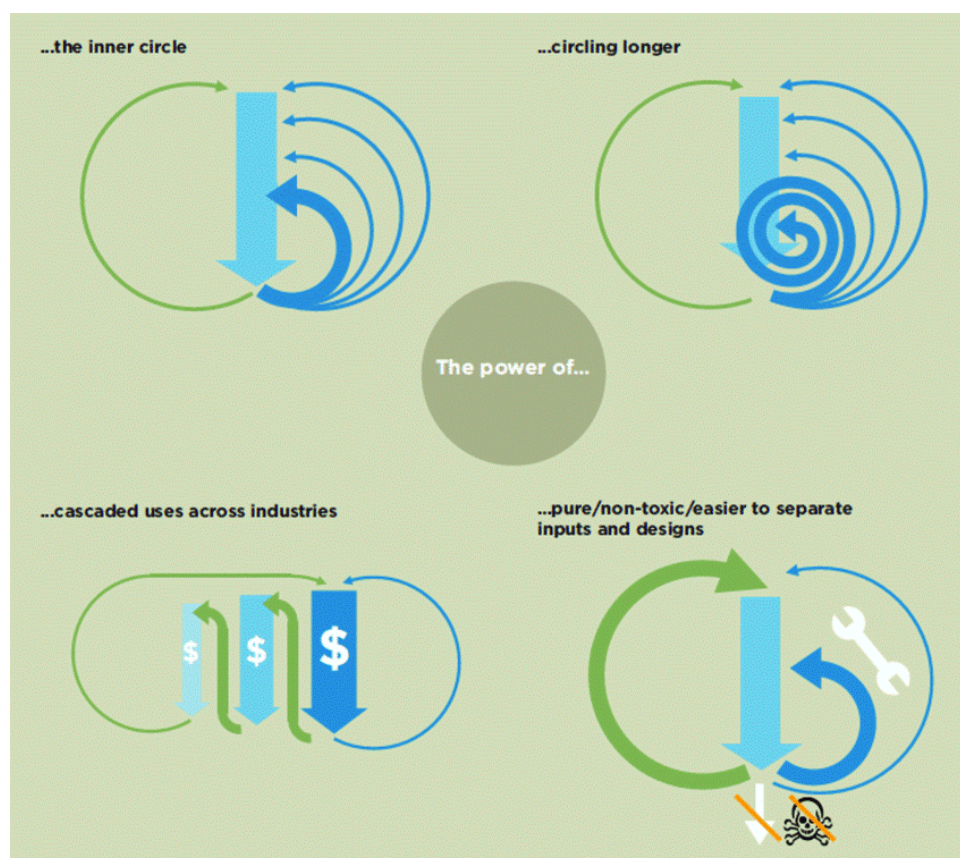 ...the inner circle
...circling longer
The power of...
...cascaded uses across industries
$
$
$
...pure/non-toxic/easier to separate
inputs and designs